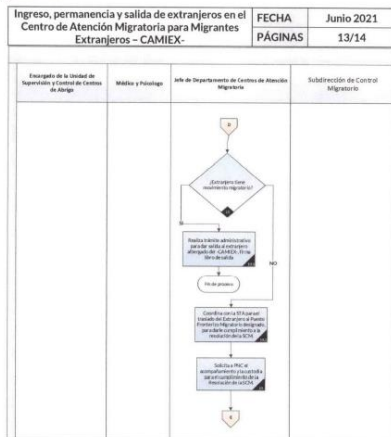 Ingreso, permanencia y salida de extranjeros en el
Centro de Atención Migratoria para Migrantes
Extranjeros – CAMIEX-
FECHA
Junio 2021
PÁGINAS
13/14
Encargado de la Unidad de
Supervisión y Control de Centros
de Abrigo
Médico y Psicólogo
Jefe de Departamento de Centros de Atención
Migratoria
Subdirección de Control
Migratorio
¿Extranjero tiene
movimiento migratorio?
Realiza trámite administrativo
para dar salida al extranjero
albergado del -CAMIEX-. Firma
libro de salida
NO
Fin de proceso
Coordina con la
para el
traslado del Extranjero al Puesto
Fronterizo Migratorio designado,
para darle cumplimiento a la
resolución de la SCM
Solicita a PNC el
acompañamiento y la custodia
para el cumplimiento de la
Resolución de la SCM